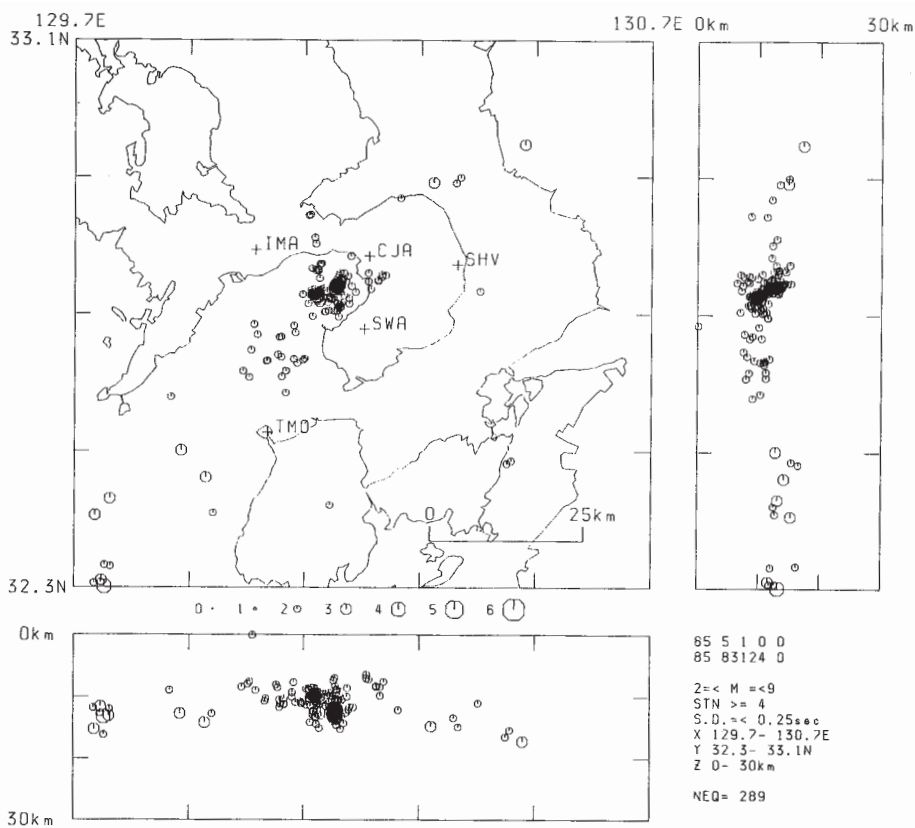 129.7E 130.7E 0km 30km
33.1N
+IMA +CJA +SHV
+SWA
+TMO
0 25km
32.3N
0 1 2 3 4 5 6
0km
30km
85 5 1 0 0
85 83124 0
2=< M =<9
STN >= 4
S.D.=< 0.25sec
X 129.7- 130.7E
Y 32.3- 33.1N
Z 0- 30km
NEQ= 289